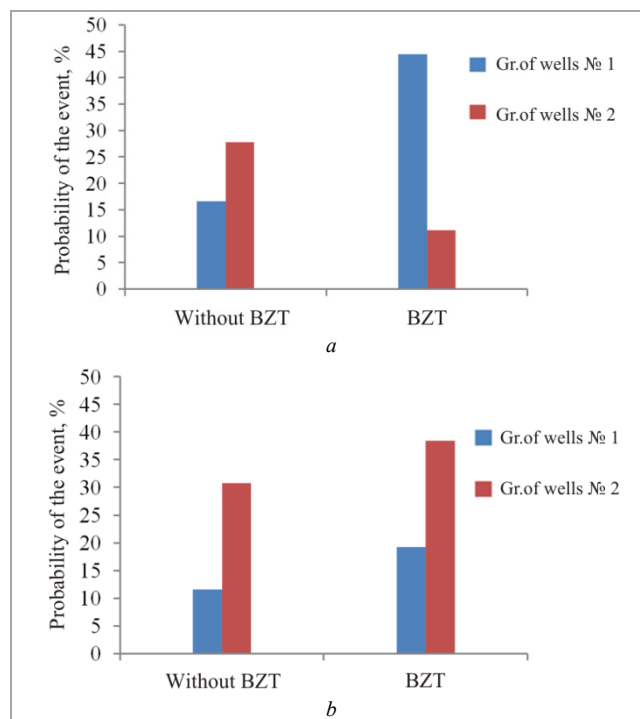 Probability of the event, %
50
45
40
35
30
25
20
15
10
5
0
Without BZT
BZT
Gr.of wells № 1
Gr.of wells № 2
a
Probability of the event, %
50
45
40
35
30
25
20
15
10
5
0
Without BZT
BZT
Gr.of wells № 1
Gr.of wells № 2
b